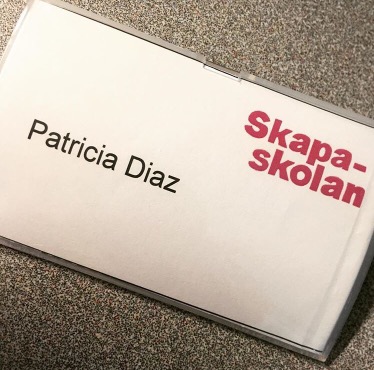 Patricia Diaz
Skapa-
skolan